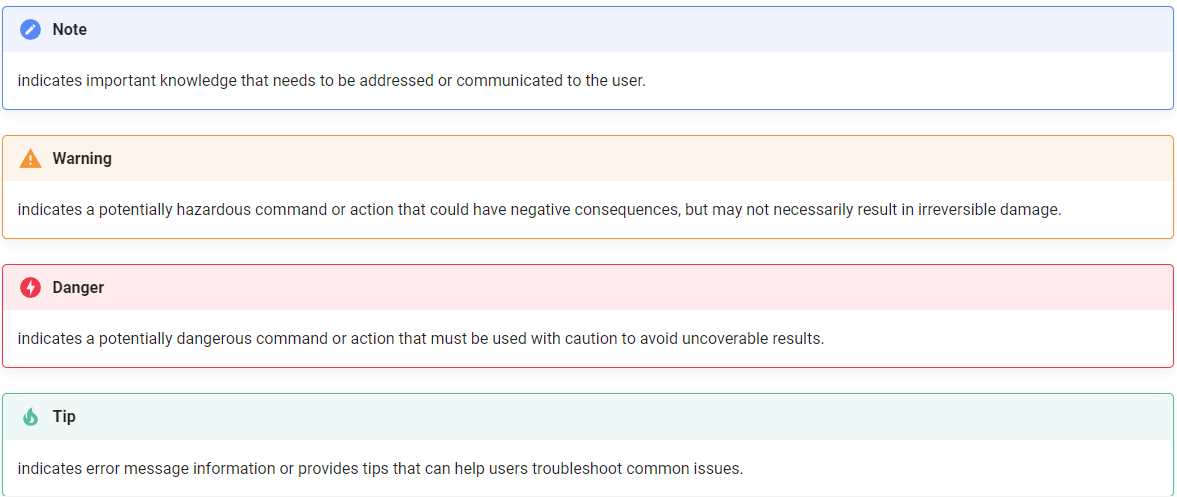 Note
indicates important knowledge that needs to be addressed or communicated to the user.
Warning
indicates a potentially hazardous command or action that could have negative consequences, but may not necessarily result in irreversible damage.
Danger
indicates a potentially dangerous command or action that must be used with caution to avoid uncoverable results.
Tip
indicates error message information or provides tips that can help users troubleshoot common issues.